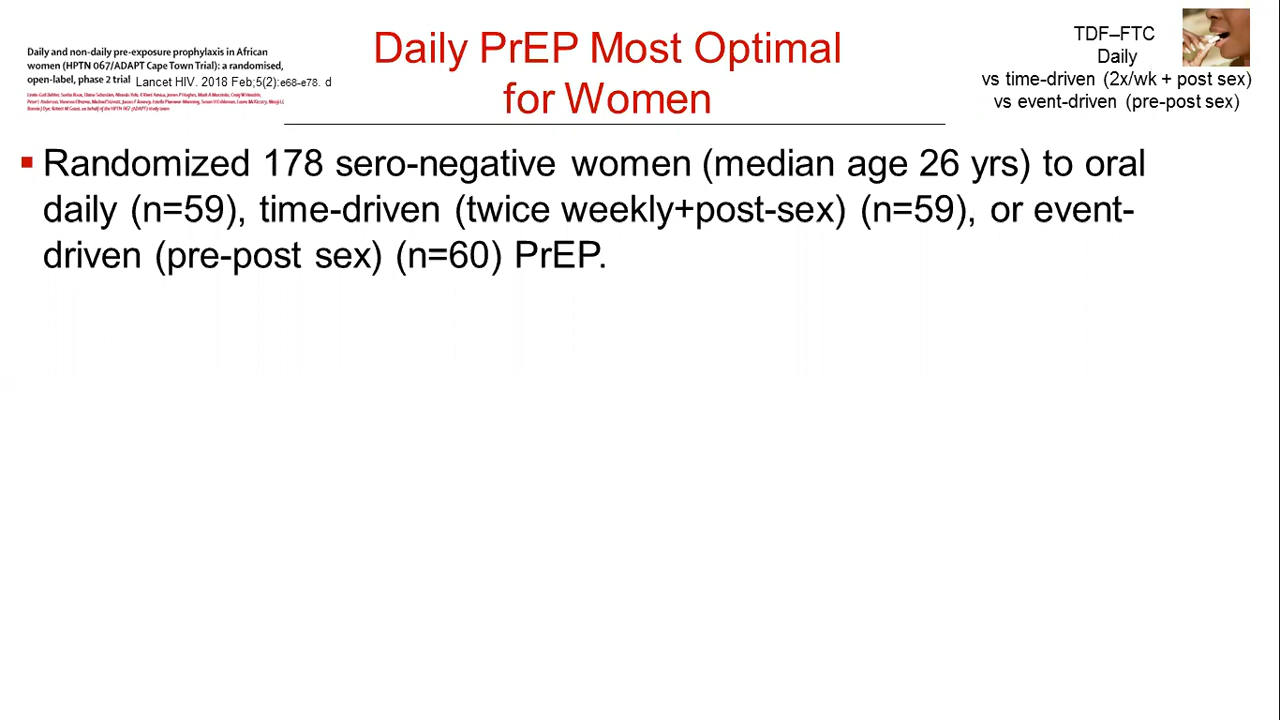 Daily and non-daily pre-exposure prophylaxis in African
women (HPTN 067/ADAPT Cape Town Trial): a randomised,
open-label, phase 2 trial Lancet HIV. 2018 Feb;5(2):e68-e78. d
Daily PrEP Most Optimal
for Women
TDF–FTC
Daily
vs time-driven (2x/wk + post sex)
vs event-driven (pre-post sex)
Randomized 178 sero-negative women (median age 26 yrs) to oral
daily (n=59), time-driven (twice weekly+post-sex) (n=59), or event-
driven (pre-post sex) (n=60) PrEP.